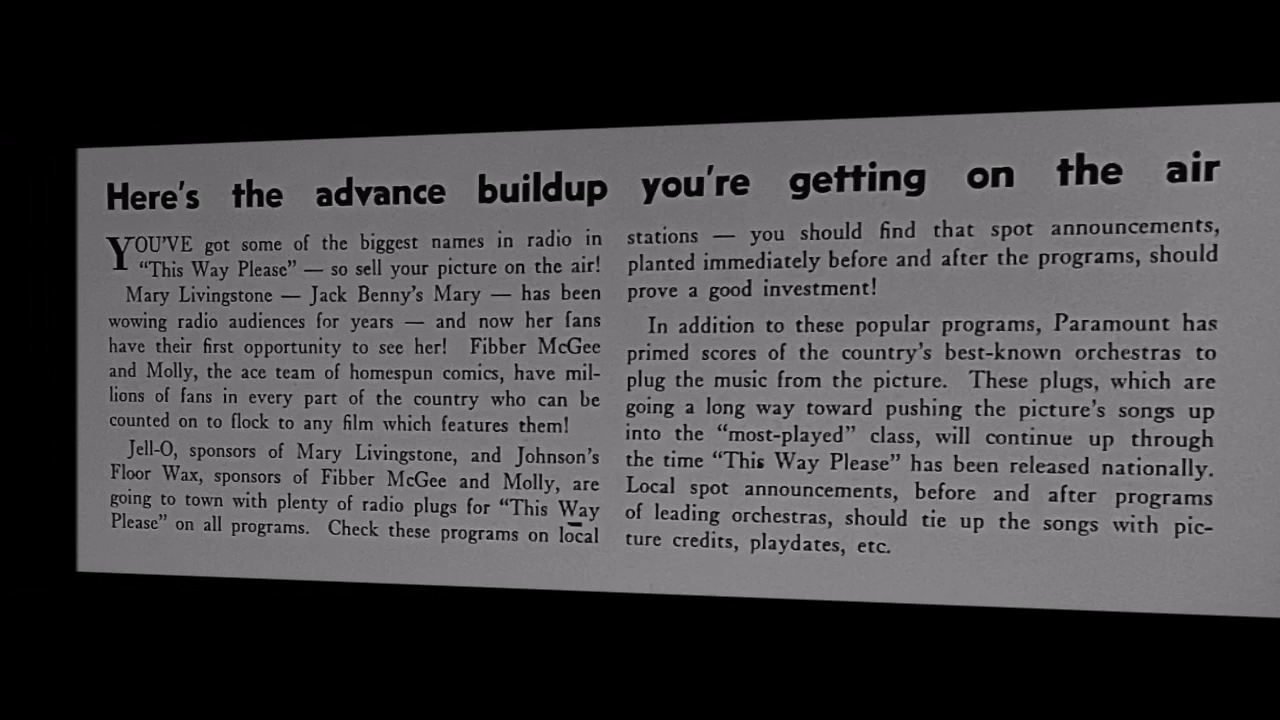 Here's the advance buildup you're getting on the air
YOU'VE got some of the biggest names in radio in
“This Way Please” — so sell your picture on the air!
Mary Livingstone — Jack Benny's Mary — has been
wowing radio audiences for years — and now her fans
have their first opportunity to see her! Fibber McGee
and Molly, the ace team of homespun comics, have mil-
lions of fans in every part of the country who can be
counted on to flock to any film which features them!
Jell-O, sponsors of Mary Livingstone, and Johnson's
Floor Wax, sponsors of Fibber McGee and Molly, are
going to town with plenty of radio plugs for “This Way
Please” on all programs. Check these programs on local
stations — you should find that spot announcements,
planted immediately before and after the programs, should
prove a good investment!
In addition to these popular programs, Paramount has
primed scores of the country's best-known orchestras to
plug the music from the picture. These plugs, which are
going a long way toward pushing the picture's songs up
into the “most-played” class, will continue up through
the time “This Way Please” has been released nationally.
Local spot announcements, before and after programs
of leading orchestras, should tie up the songs with pic-
ture credits, playdates, etc.